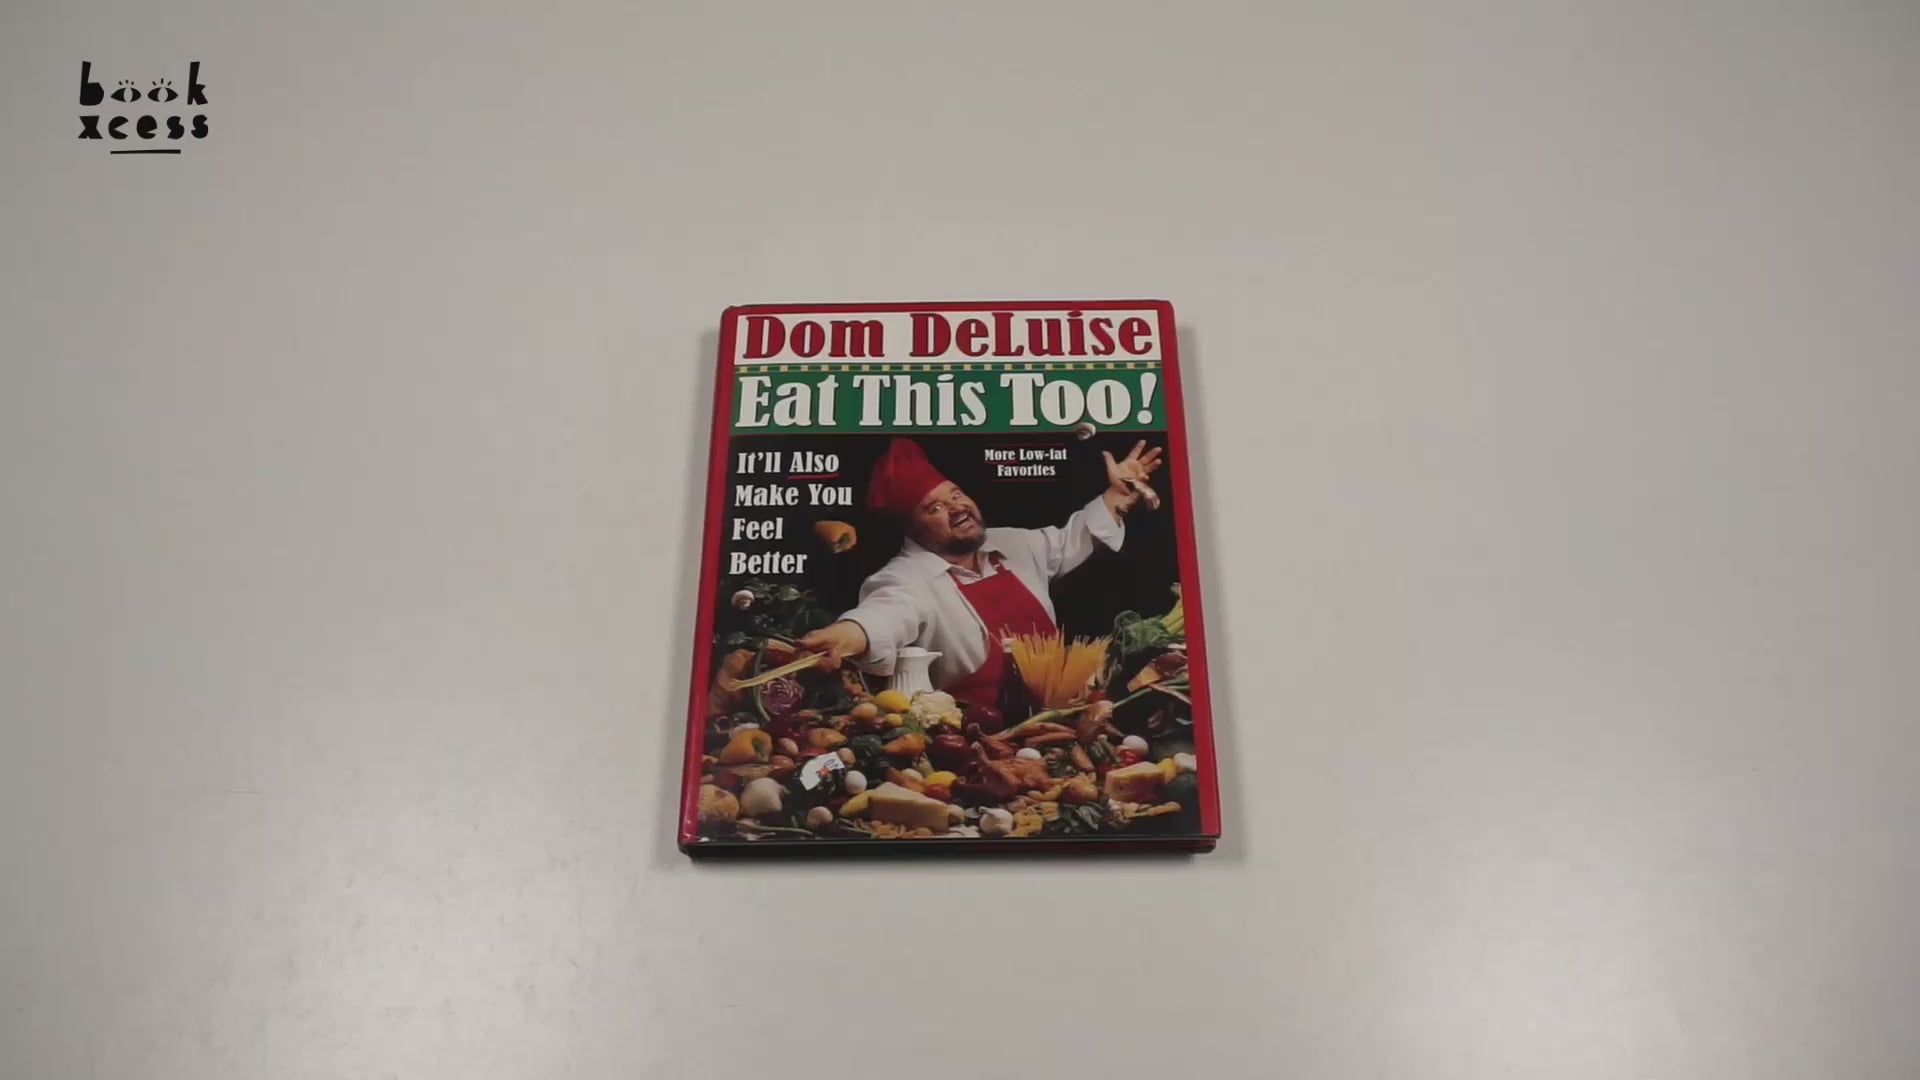 book
xcess
Dom DeLuise
Eat This Too!
It'll Also
Make You
Feel
Better
More Low-fat
Favorites